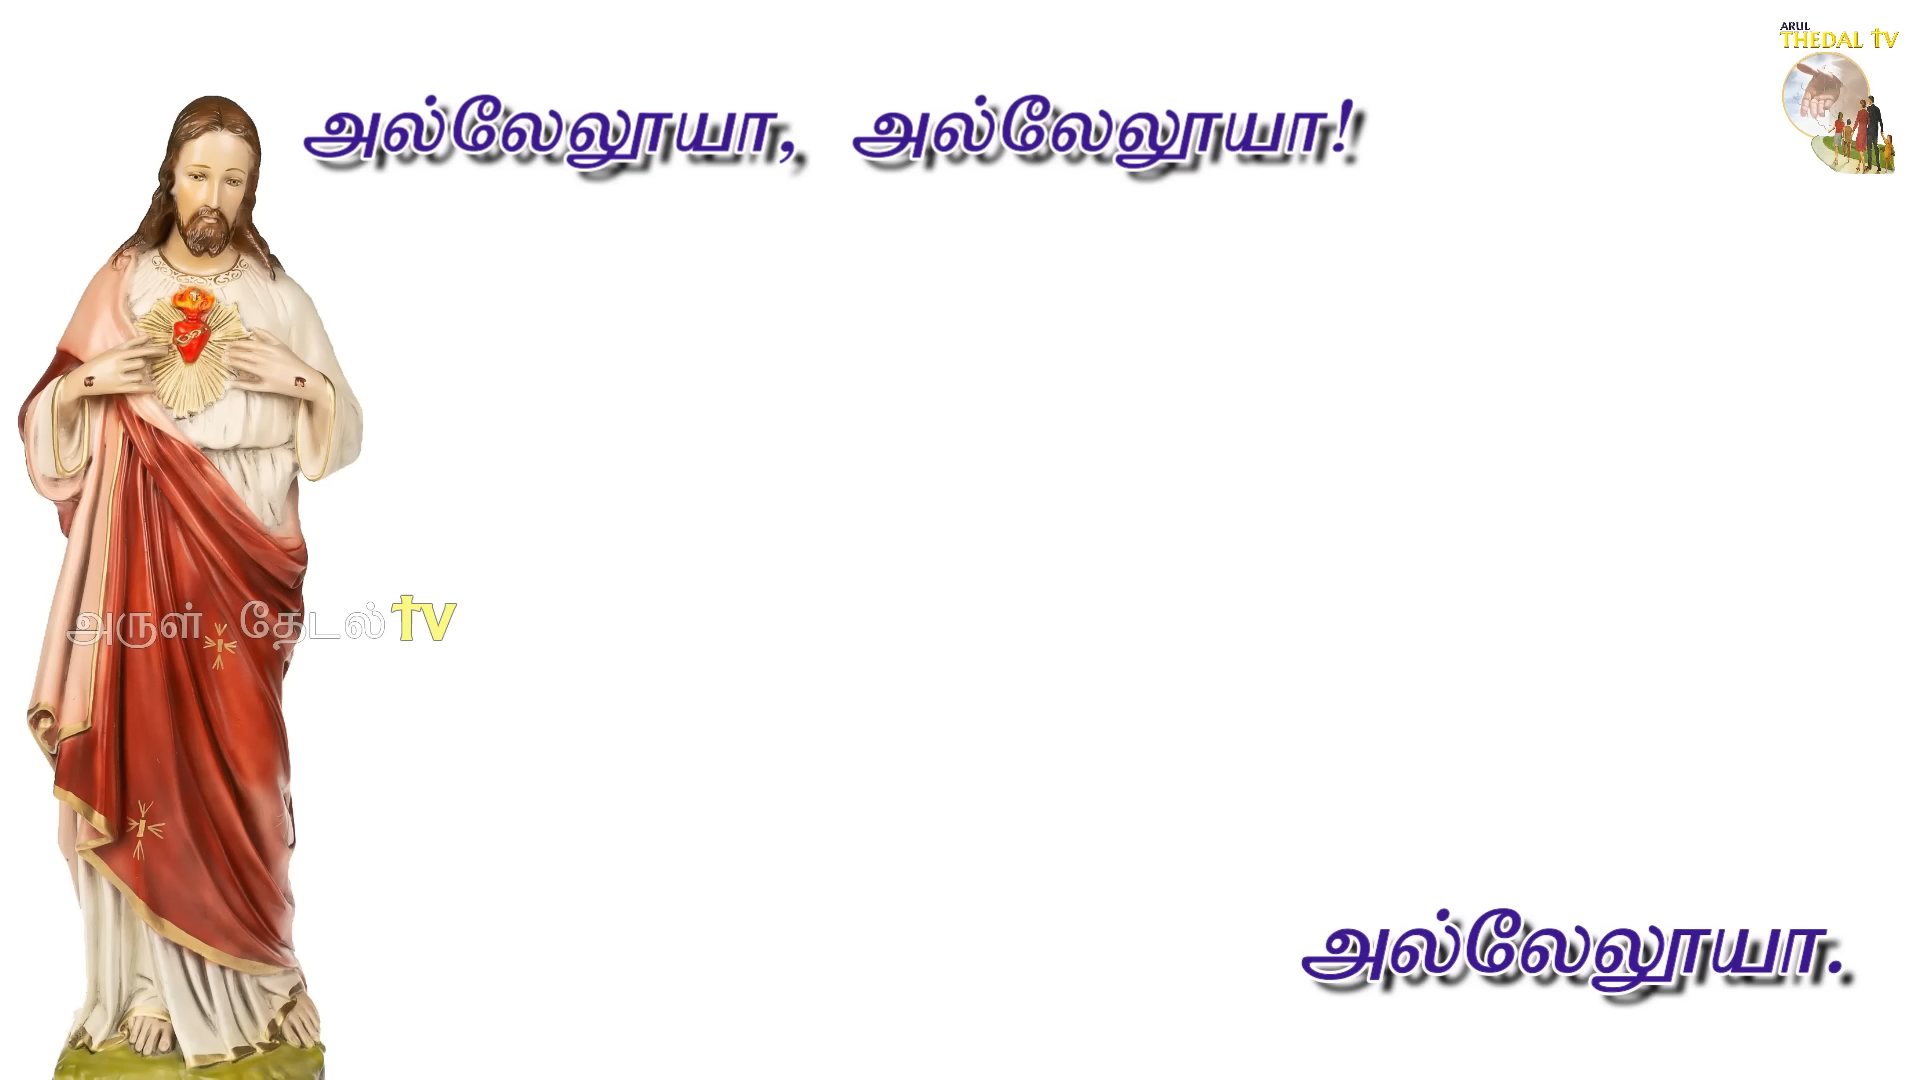 ARUL
THEDAL TV
அல்லேலூயா, அல்லேலூயா!
அருள் தேடல் TV
அல்லேலூயா.